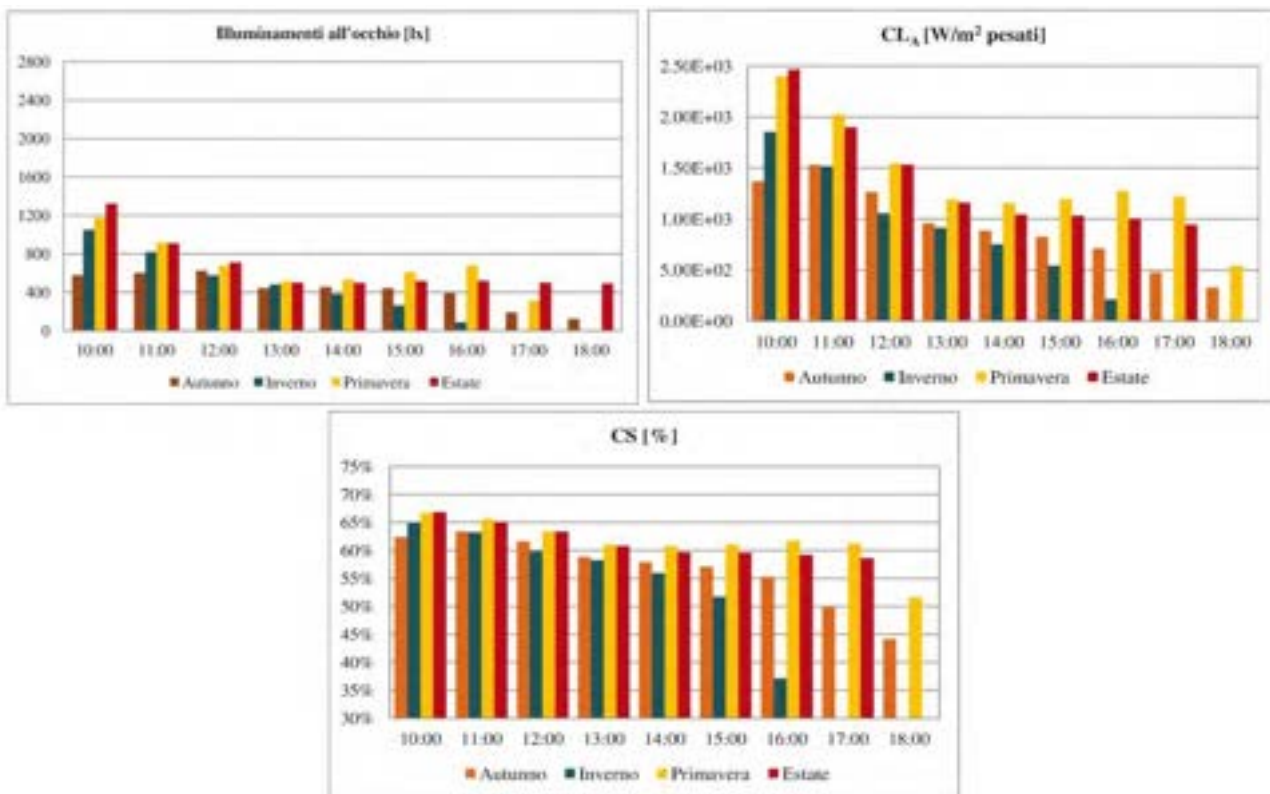 Illuminamenti all'occhio [lx]
2800
2400
2000
1600
1200
800
400
0
10:00 11:00 12:00 13:00 14:00 15:00 16:00 17:00 18:00
Autunno Inverno Primavera Estate
CLA [W/m² pesati]
2.50E+03
2.00E+03
1.50E+03
1.00E+03
5.00E+02
0.00E+00
10:00 11:00 12:00 13:00 14:00 15:00 16:00 17:00 18:00
Autunno Inverno Primavera Estate
CS [%]
75%
70%
65%
60%
55%
50%
45%
40%
35%
30%
10:00 11:00 12:00 13:00 14:00 15:00 16:00 17:00 18:00
Autunno Inverno Primavera Estate